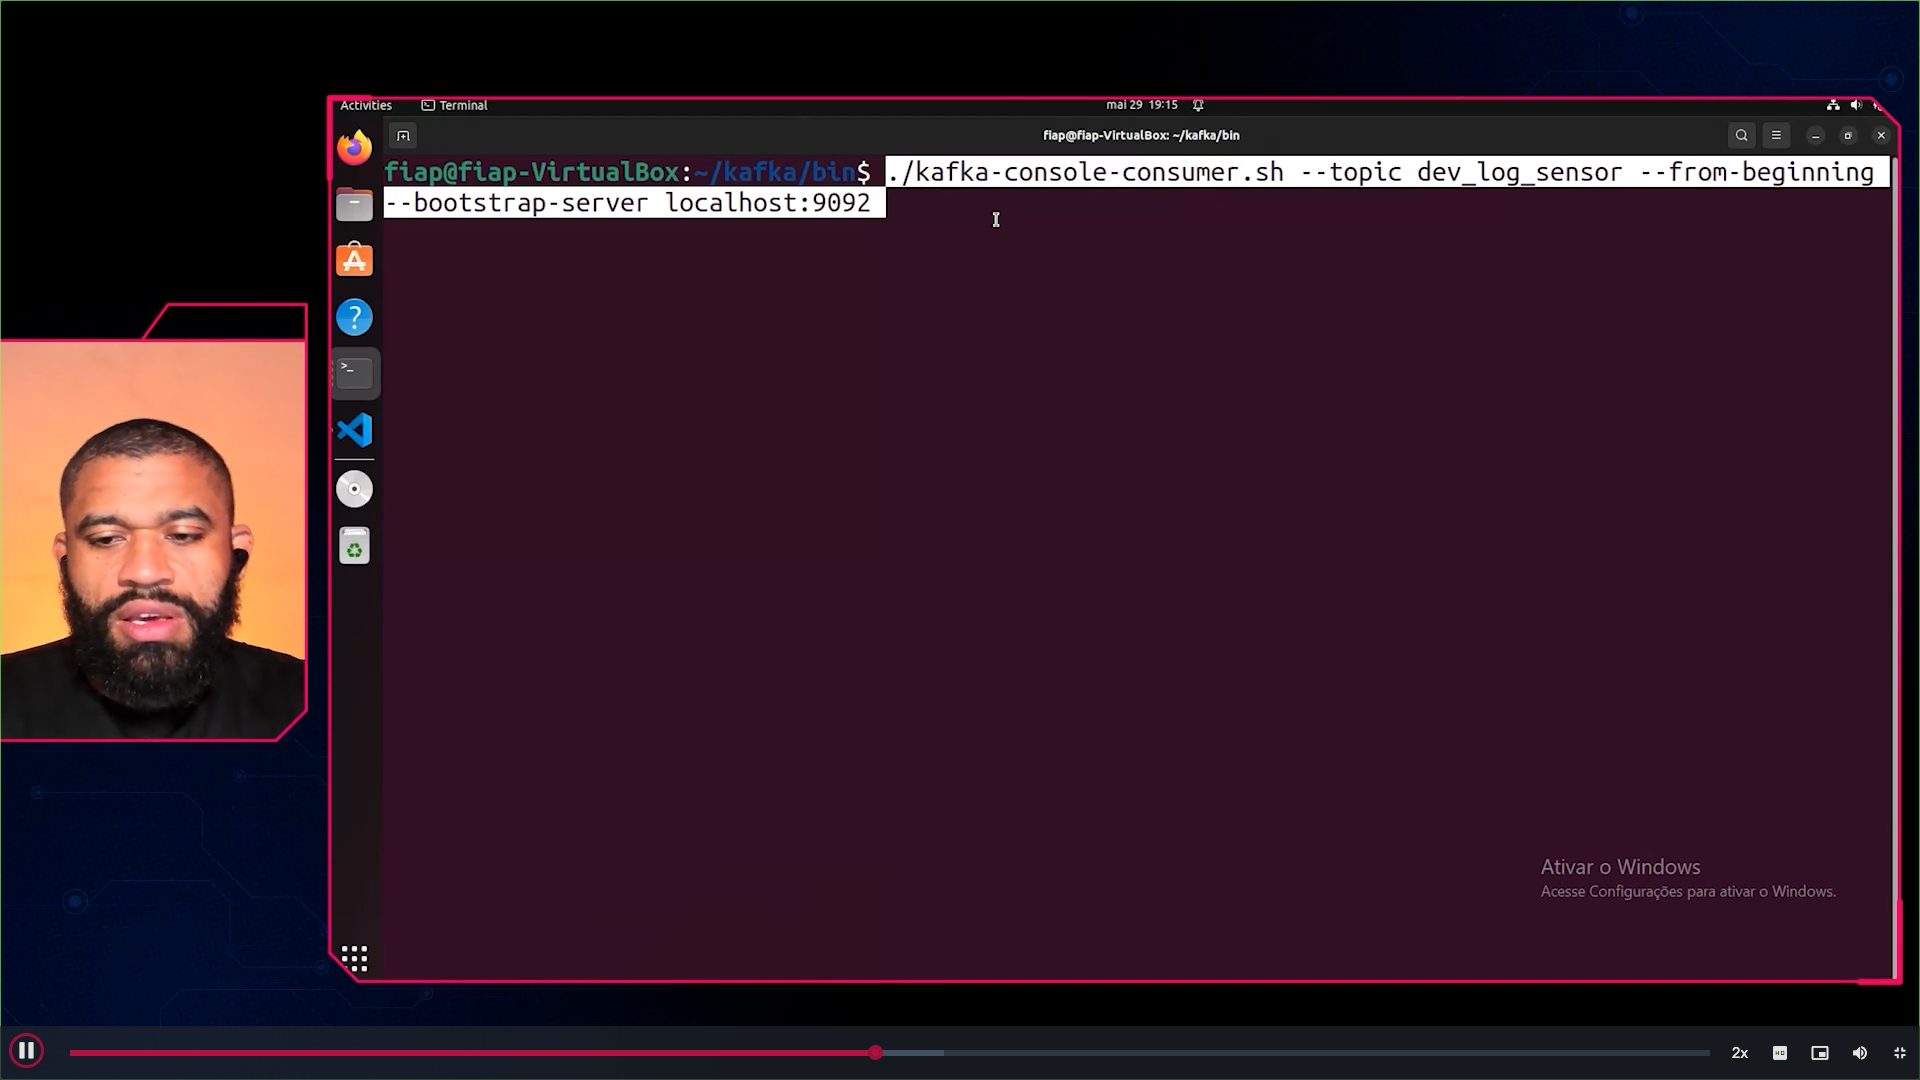 Activities
Terminal
mai 29 19:15
fiap@fiap-VirtualBox: ~/kafka/bin
fiap@fiap-VirtualBox:~/kafka/bin$ ./kafka-console-consumer.sh --topic dev_log_sensor --from-beginning
--bootstrap-server localhost:9092
Ativar o Windows
Acesse Configurações para ativar o Windows.
2x
HD